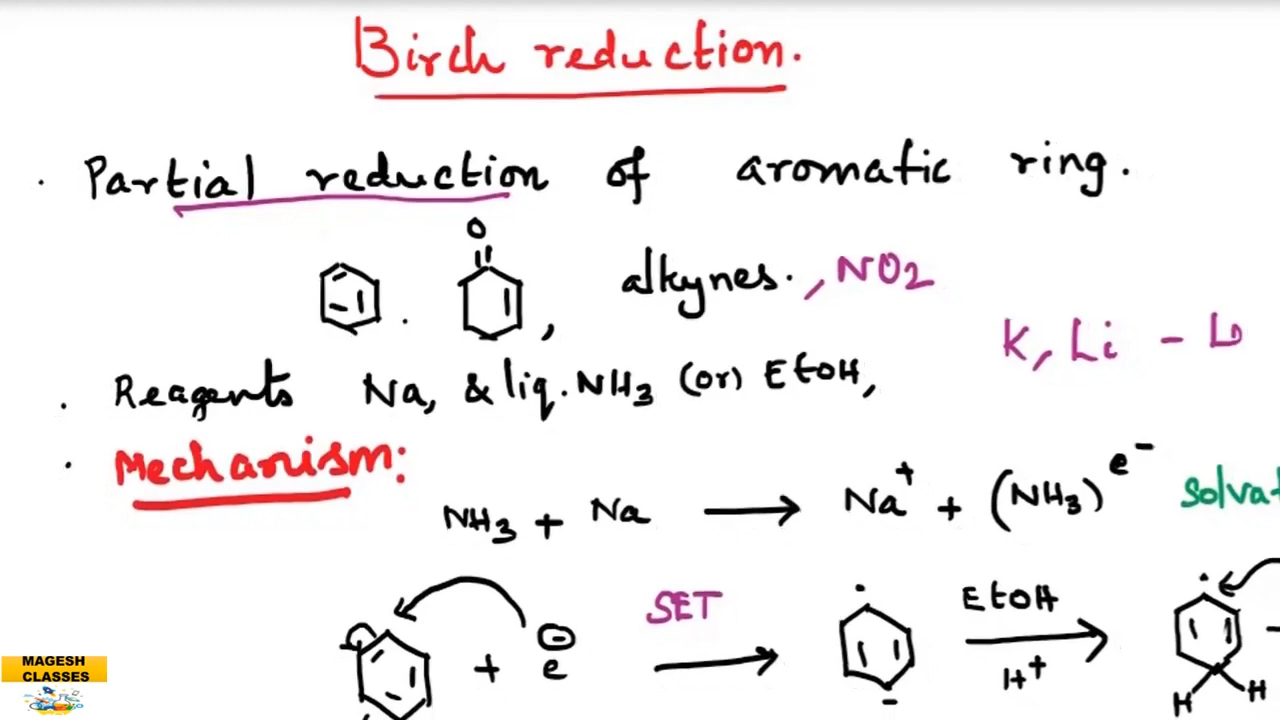 Birch reduction.
· Partial reduction of aromatic ring.
O
, alkynes. , NO2
K, Li -
. Reagents Na, & liq. NH3 (or) EtOH,
· Mechanism:
NH3 + Na → Na+ + (NH3) e-
+ e SET → EtOH H+ →
H H
MAGESH
CLASSES